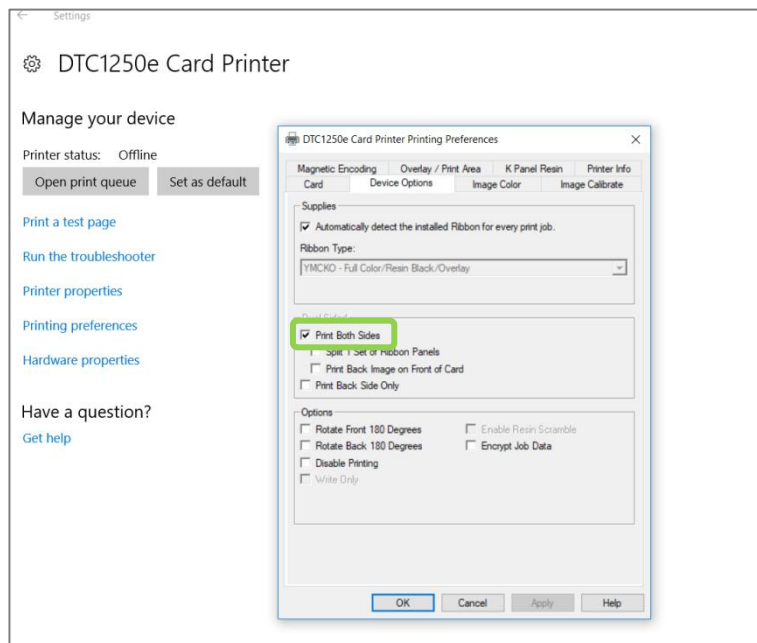 Settings
DTC1250e Card Printer
Manage your device
Printer status: Offline
Open print queue Set as default
Print a test page
Run the troubleshooter
Printer properties
Printing preferences
Hardware properties
Have a question?
Get help
DTC1250e Card Printer Printing Preferences
Magnetic Encoding Overlay / Print Area K Panel Resin Printer Info
Card Device Options Image Color Image Calibrate
Supplies
Automatically detect the installed Ribbon for every print job.
Ribbon Type:
YMCKO - Full Color/Resin Black/Overlay
Dual Sided
Print Both Sides
Split 1 Set of Ribbon Panels
Print Back Image on Front of Card
Print Back Side Only
Options
Rotate Front 180 Degrees Enable Resin Scramble
Rotate Back 180 Degrees Encrypt Job Data
Disable Printing
Write Only
OK Cancel Apply Help